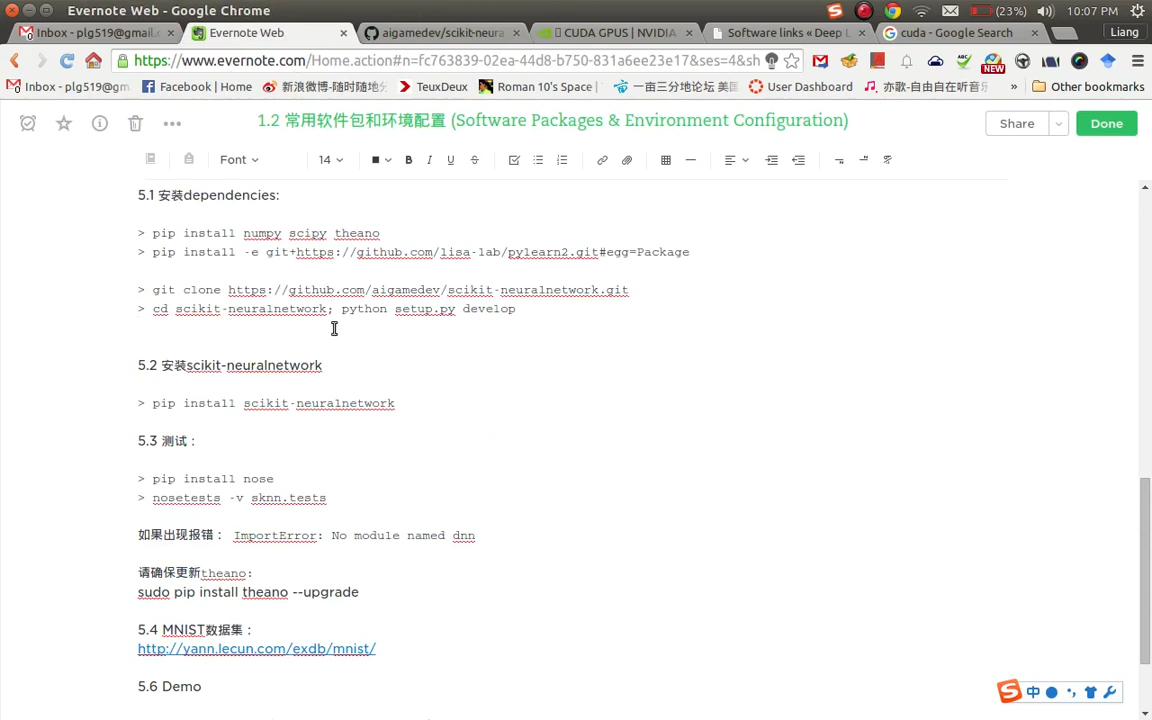 Evernote Web - Google Chrome
(23%)
10:07 PM
Inbox - plg519@gmail.c
Evernote Web
aigamedev/scikit-neura
CUDA GPUS | NVIDIA
Software links « Deep L
cuda - Google Search
Liang
https://www.evernote.com/Home.action#n=fc763839-02ea-44d8-b750-831a6ee23e17&ses=4&sh
NEW
Inbox - plg519@gm
Facebook | Home
新浪微博-随时随地分
TeuxDeux
Roman 10's Space
一亩三分地论坛 美国
User Dashboard
亦歌-自由自在听音乐
»
Other bookmarks
1.2 常用软件包和环境配置 (Software Packages & Environment Configuration)
Share
Done
Font
14
B
I
U
5.1 安装dependencies:
> pip install numpy scipy theano
> pip install -e git+https://github.com/lisa-lab/pylearn2.git#egg=Package
> git clone https://github.com/aigamedev/scikit-neuralnetwork.git
> cd scikit-neuralnetwork; python setup.py develop
5.2 安装scikit-neuralnetwork
> pip install scikit-neuralnetwork
5.3 测试：
> pip install nose
> nosetests -v sknn.tests
如果出现报错： ImportError: No module named dnn
请确保更新theano:
sudo pip install theano --upgrade
5.4 MNIST数据集：
http://yann.lecun.com/exdb/mnist/
5.6 Demo
S
中